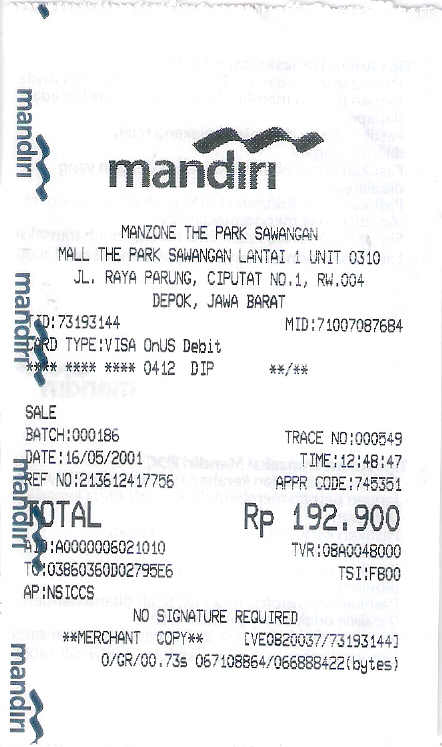 mandiri
MANZONE THE PARK SAWANGAN
MALL THE PARK SAWANGAN LANTAI 1 UNIT 0310
JL. RAYA PARUNG, CIPUTAT NO.1, RW.004
DEPOK, JAWA BARAT
TID:73193144 MID:71007087684
CARD TYPE:VISA OnUS Debit
**** **** **** 0412 DIP **/**
SALE
BATCH:000186 TRACE NO:000549
DATE:16/05/2001 TIME:12:48:47
REF NO:213612417756 APPR CODE:745351
TOTAL Rp 192.900
AID:A0000006021010 TVR:08A0048000
TC:03860360D02795E6 TSI:F800
AP:NSICCS
NO SIGNATURE REQUIRED
**MERCHANT COPY** [VE0820037/73193144]
0/GR/00.73s 067108864/066888422(bytes)
mandiri
mandiri
mandiri
mandiri